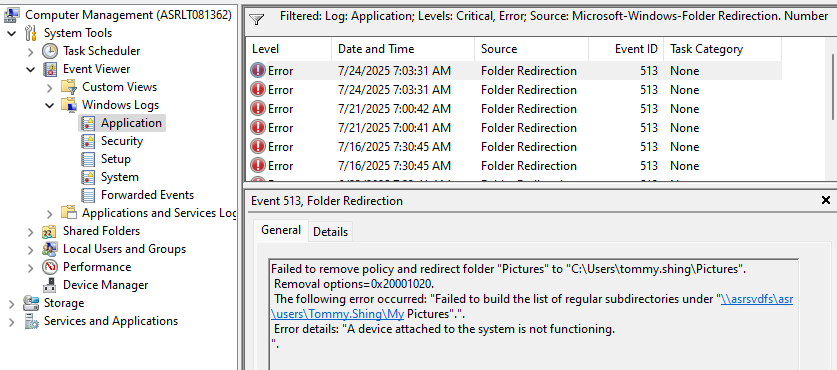 Computer Management (ASRLT081362)
System Tools
Task Scheduler
Event Viewer
Custom Views
Windows Logs
Application
Security
Setup
System
Forwarded Events
Applications and Services Log
Shared Folders
Local Users and Groups
Performance
Device Manager
Storage
Services and Applications
Filtered: Log: Application; Levels: Critical, Error; Source: Microsoft-Windows-Folder Redirection. Number
Level Date and Time Source Event ID Task Category
Error 7/24/2025 7:03:31 AM Folder Redirection 513 None
Error 7/24/2025 7:03:31 AM Folder Redirection 513 None
Error 7/21/2025 7:00:42 AM Folder Redirection 513 None
Error 7/21/2025 7:00:41 AM Folder Redirection 513 None
Error 7/16/2025 7:30:45 AM Folder Redirection 513 None
Error 7/16/2025 7:30:45 AM Folder Redirection 513 None
Event 513, Folder Redirection
General Details
Failed to remove policy and redirect folder "Pictures" to "C:\Users\tommy.shing\Pictures".
Removal options=0x20001020.
The following error occurred: "Failed to build the list of regular subdirectories under "\\asrsvdfs\asr
\users\Tommy.Shing\My Pictures".".
Error details: "A device attached to the system is not functioning.
".